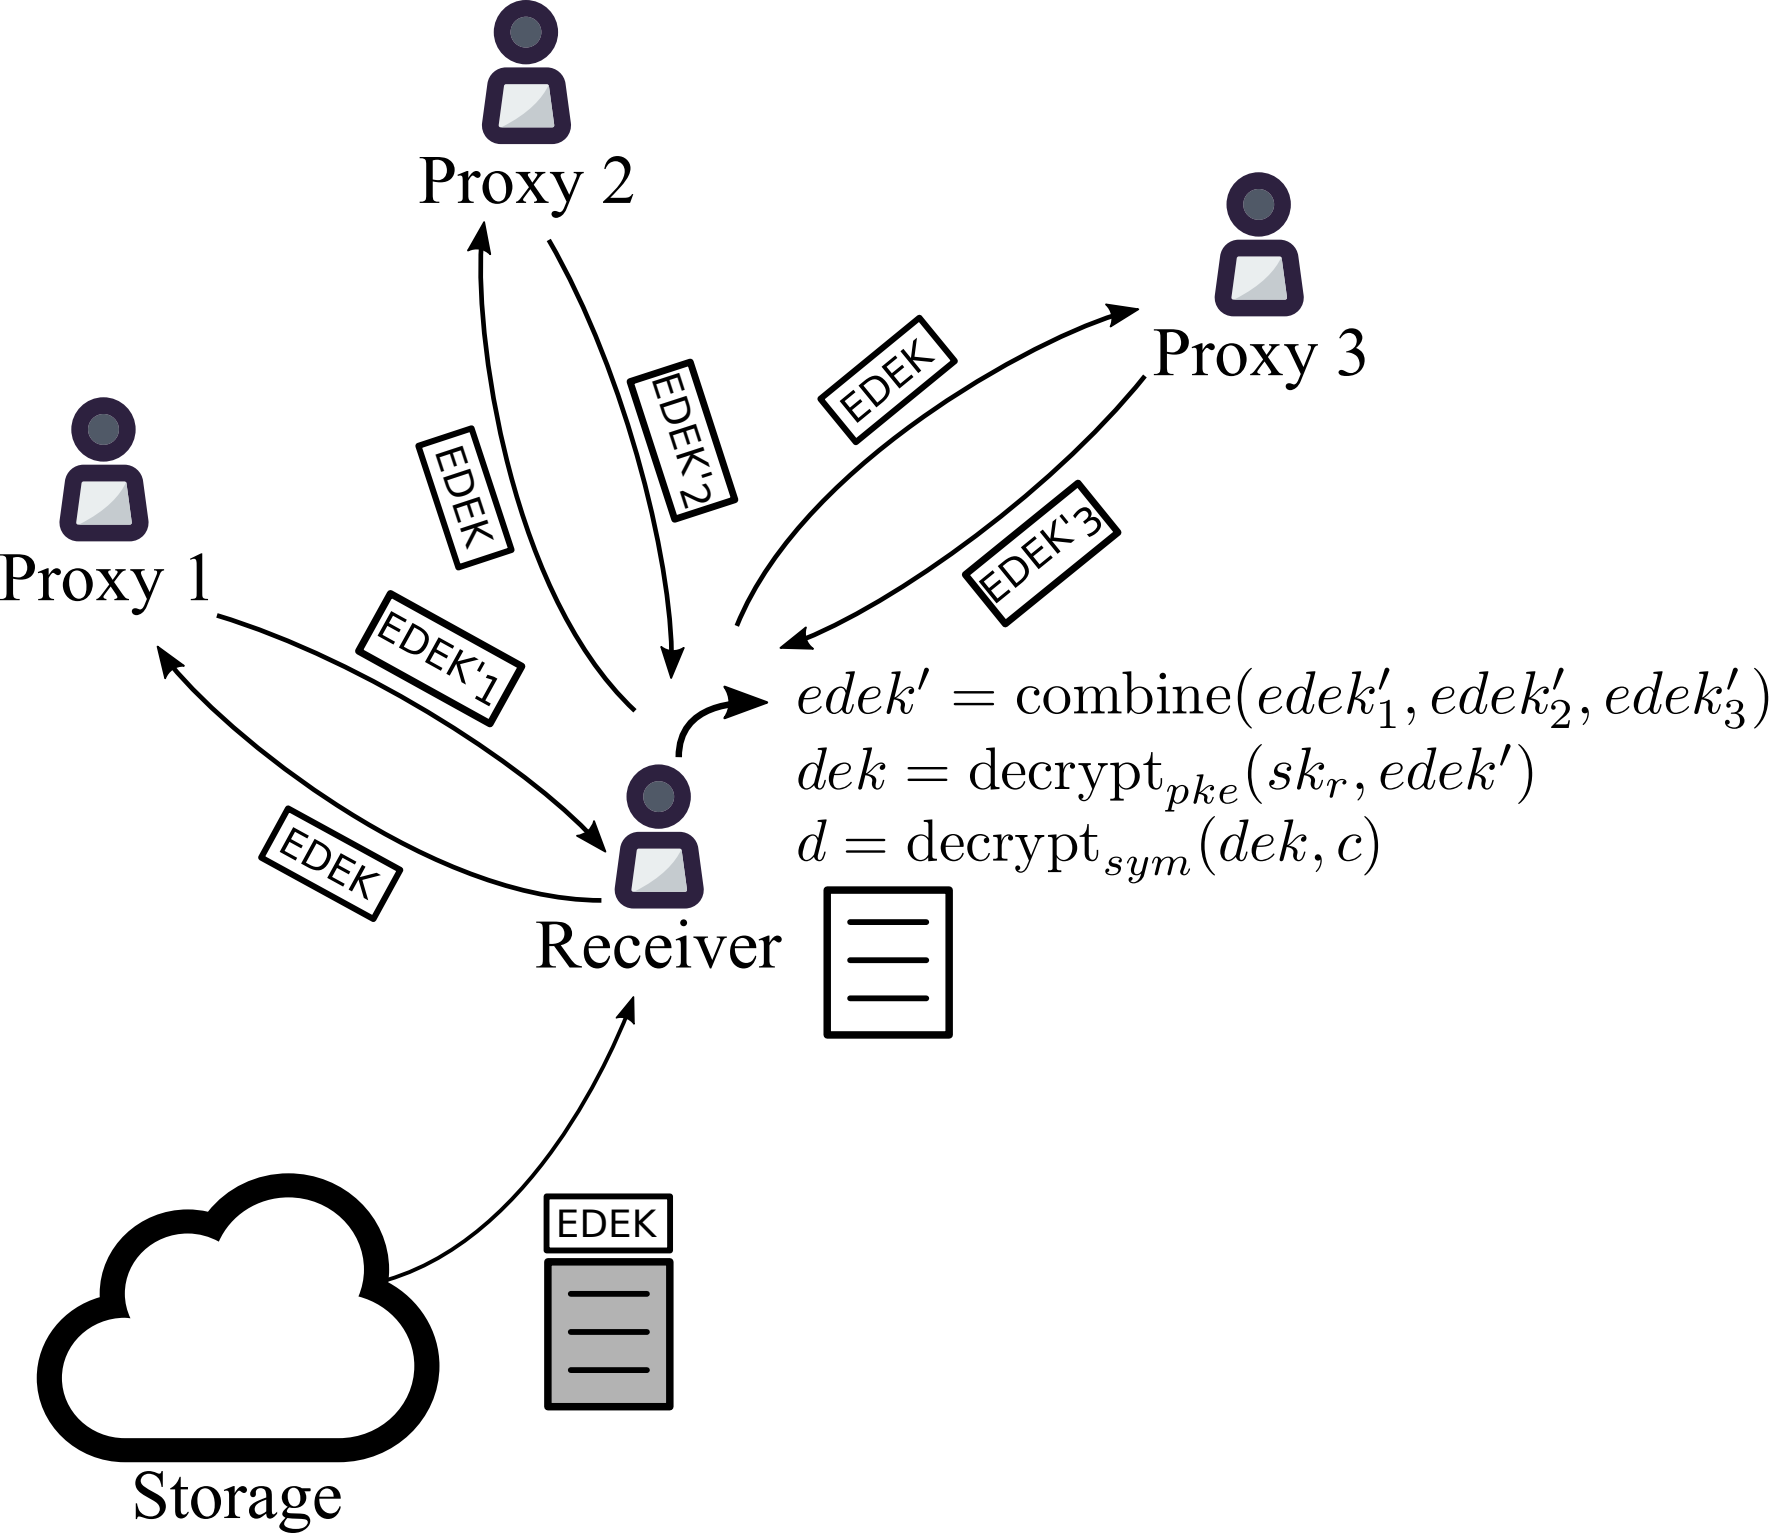 Proxy 2
Proxy 3
EDEK
EDEK'2
EDEK
EDEK'3
Proxy 1
EDEK'1
EDEK
edek′ = combine(edek′₁, edek′₂, edek′₃)
dek = decryptₚₖₑ(skᵣ, edek′)
d = decrypt_sym(dek, c)
Receiver
EDEK
Storage